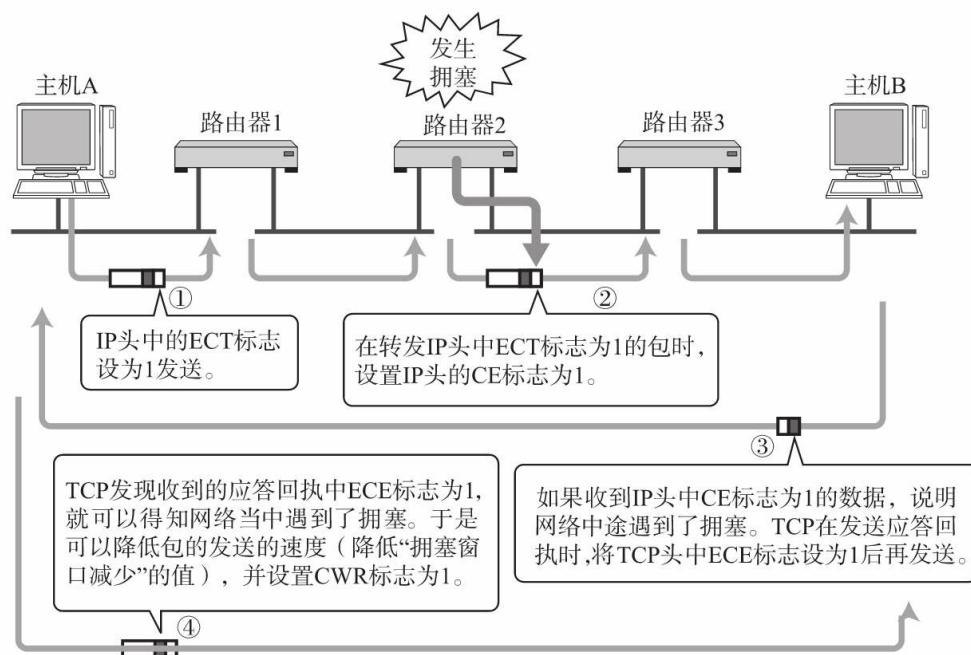 发生
拥塞
主机A
主机B
路由器1
路由器2
路由器3
①
②
IP头中的ECT标志
设为1发送。
在转发IP头中ECT标志为1的包时，
设置IP头的CE标志为1。
③
TCP发现收到的应答回执中ECE标志为1,
就可以得知网络当中遇到了拥塞。于是
可以降低包的发送的速度（降低“拥塞窗
口减少”的值），并设置CWR标志为1。
如果收到IP头中CE标志为1的数据，说明
网络中途遇到了拥塞。TCP在发送应答回
执时,将TCP头中ECE标志设为1后再发送。
④